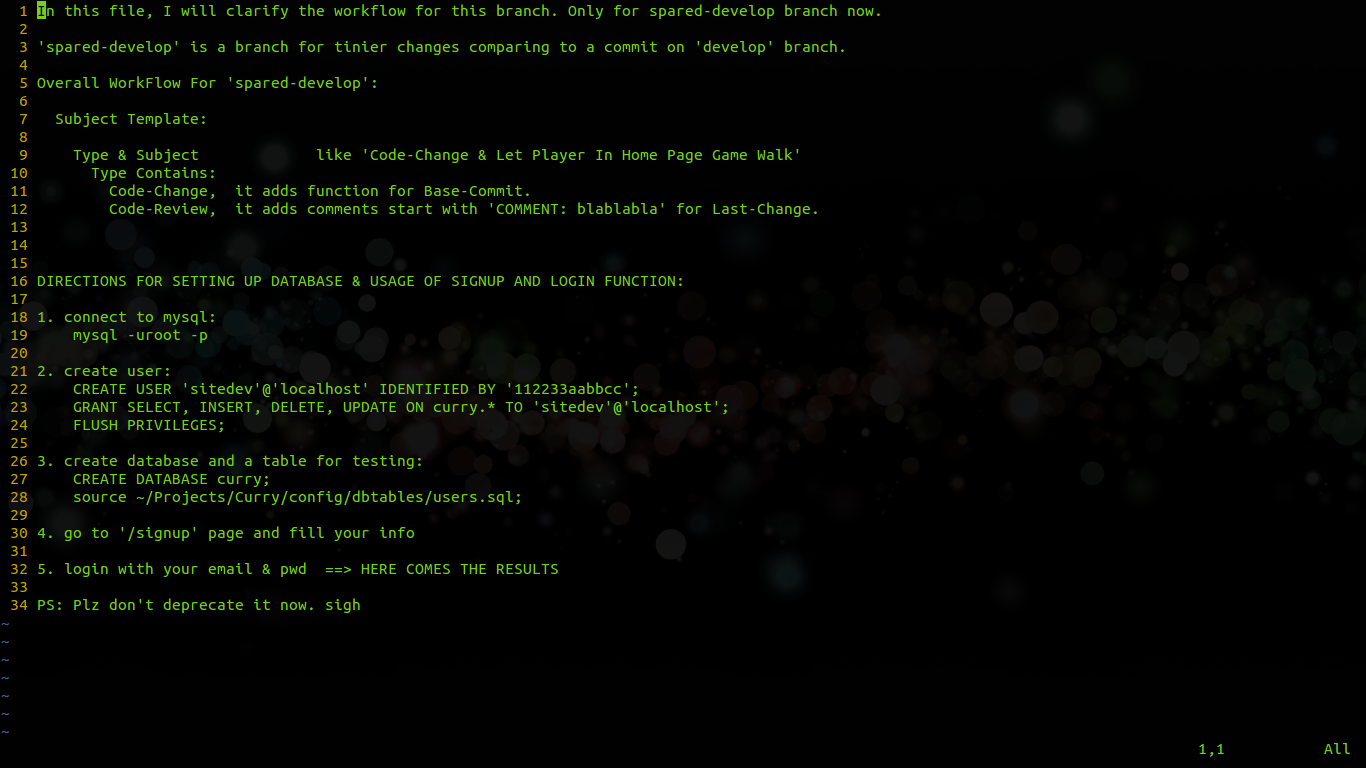 1 In this file, I will clarify the workflow for this branch. Only for spared-develop branch now.
2
3 'spared-develop' is a branch for tinier changes comparing to a commit on 'develop' branch.
4
5 Overall WorkFlow For 'spared-develop':
6
7   Subject Template:
8
9     Type & Subject             like 'Code-Change & Let Player In Home Page Game Walk'
10       Type Contains:
11         Code-Change,  it adds function for Base-Commit.
12         Code-Review,  it adds comments start with 'COMMENT: blablabla' for Last-Change.
13
14
15
16 DIRECTIONS FOR SETTING UP DATABASE & USAGE OF SIGNUP AND LOGIN FUNCTION:
17
18 1. connect to mysql:
19     mysql -uroot -p
20
21 2. create user:
22     CREATE USER 'sitedev'@'localhost' IDENTIFIED BY '112233aabbcc';
23     GRANT SELECT, INSERT, DELETE, UPDATE ON curry.* TO 'sitedev'@'localhost';
24     FLUSH PRIVILEGES;
25
26 3. create database and a table for testing:
27     CREATE DATABASE curry;
28     source ~/Projects/Curry/config/dbtables/users.sql;
29
30 4. go to '/signup' page and fill your info
31
32 5. login with your email & pwd  ==> HERE COMES THE RESULTS
33
34 PS: Plz don't deprecate it now. sigh
~
~
~
~
~
~
~
1,1           All